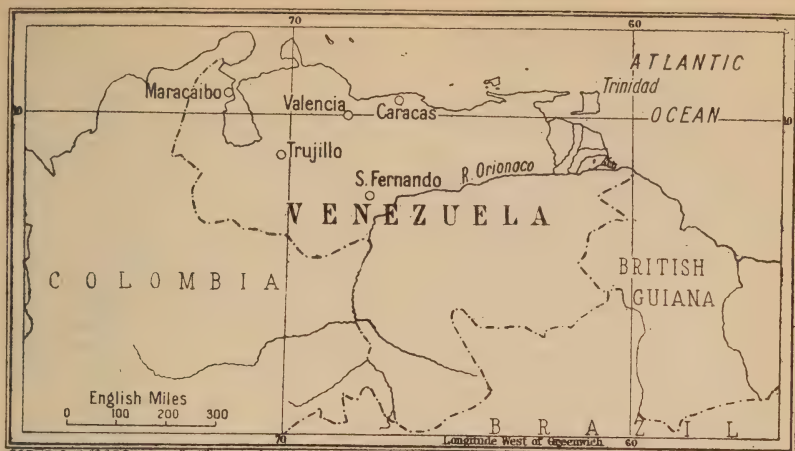 70
60
ATLANTIC
Maracaibo
Trinidad
Valencia
Caracas
OCEAN
10
10
Trujillo
S. Fernando
R. Orionaco
VENEZUELA
BRITISH
COLOMBIA
GUIANA
English Miles
0 100 200 300
BRAZIL
70
Longitude West of Greenwich
60